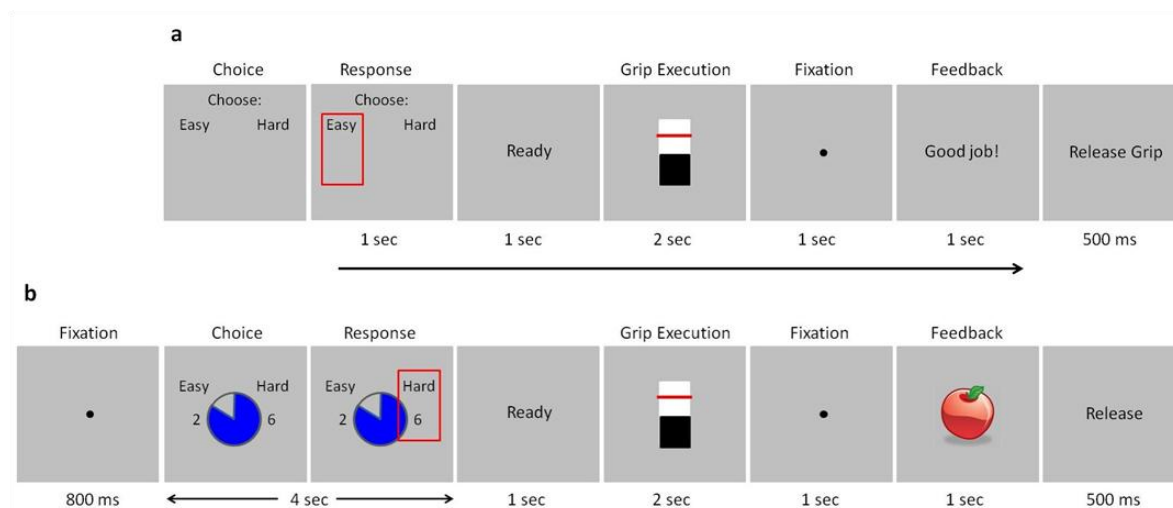 a
Choice Response Grip Execution Fixation Feedback
Choose: Choose:
Easy Hard Easy Hard
Ready Good job! Release Grip
1 sec 1 sec 2 sec 1 sec 1 sec 500 ms
b
Fixation Choice Response Grip Execution Fixation Feedback
Easy Hard Easy Hard
2 6 2 6 Ready Release
800 ms 4 sec 1 sec 2 sec 1 sec 1 sec 500 ms